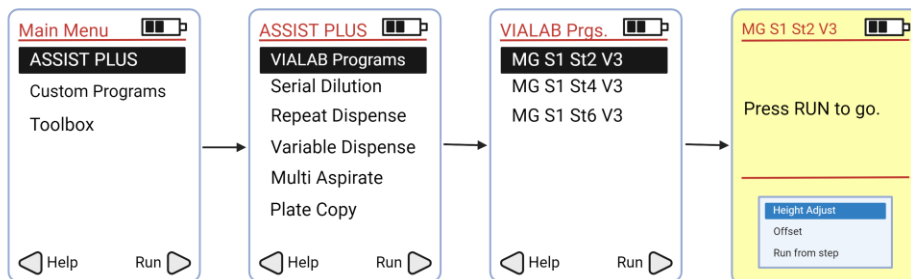 Main Menu
ASSIST PLUS
Custom Programs
Toolbox
Help
Run
ASSIST PLUS
VIALAB Programs
Serial Dilution
Repeat Dispense
Variable Dispense
Multi Aspirate
Plate Copy
Help
Run
VIALAB Prgs.
MG S1 St2 V3
MG S1 St4 V3
MG S1 St6 V3
Help
Run
MG S1 St2 V3
Press RUN to go.
Height Adjust
Offset
Run from step